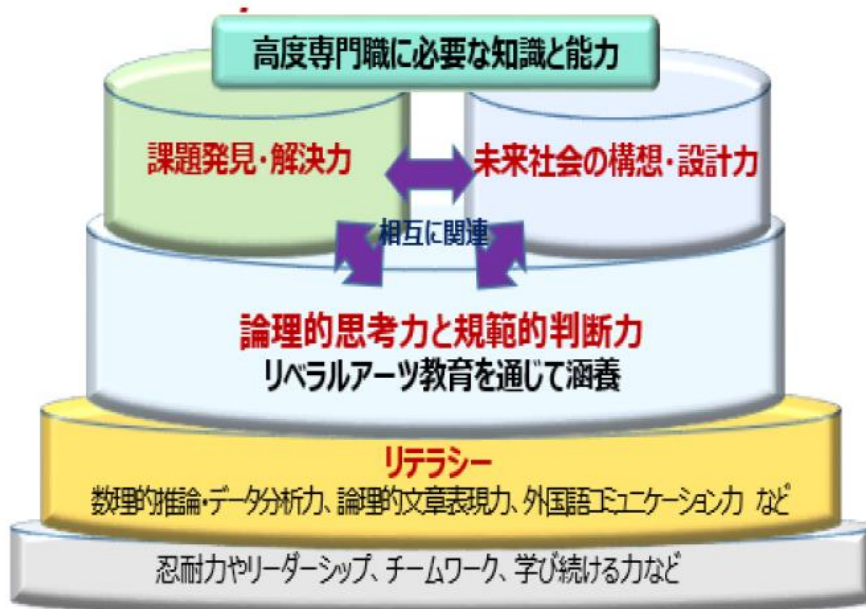 高度専門職に必要な知識と能力
課題発見・解決力
未来社会の構想・設計力
相互に関連
論理的思考力と規範的判断力
リベラルアーツ教育を通じて涵養
リテラシー
数理的推論・データ分析力、論理的文章表現力、外国語コミュニケーション力 など
忍耐力やリーダーシップ、チームワーク、学び続ける力など